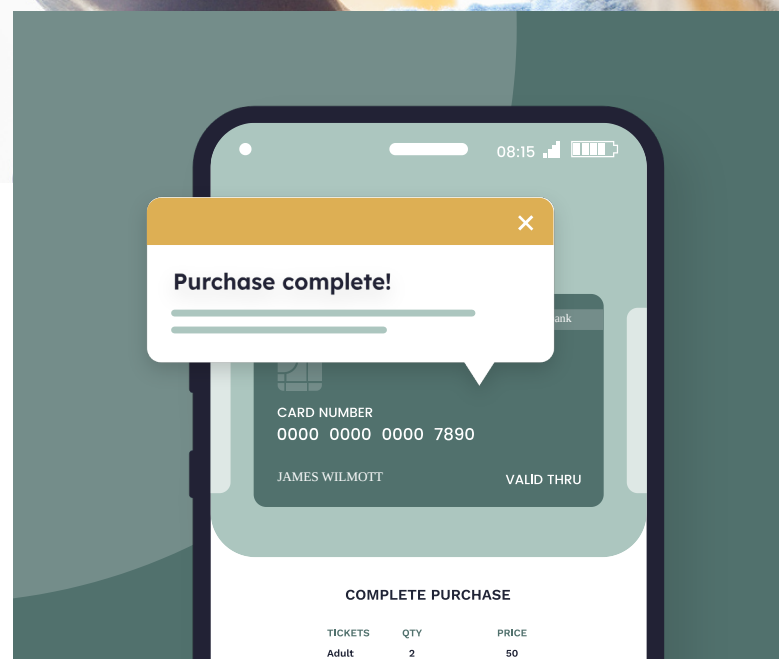 08:15
Purchase complete!
ank
CARD NUMBER
0000 0000 0000 7890
JAMES WILMOTT
VALID THRU
COMPLETE PURCHASE
TICKETS QTY PRICE
Adult 2 50